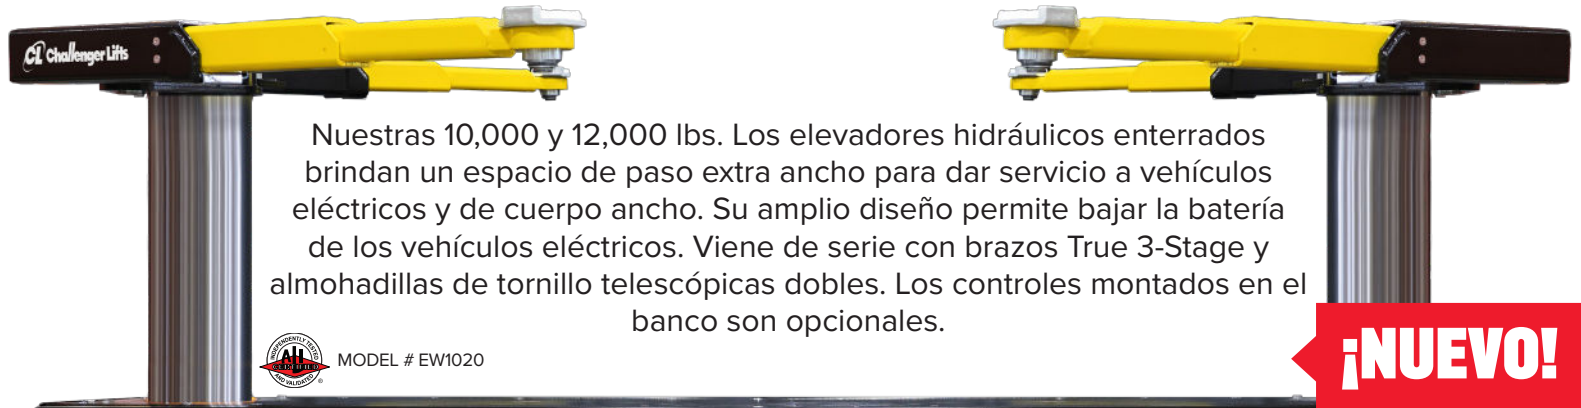 CL Challenger Lifts
Nuestras 10,000 y 12,000 lbs. Los elevadores hidráulicos enterrados
brindan un espacio de paso extra ancho para dar servicio a vehículos
eléctricos y de cuerpo ancho. Su amplio diseño permite bajar la batería
de los vehículos eléctricos. Viene de serie con brazos True 3-Stage y
almohadillas de tornillo telescópicas dobles. Los controles montados en el
banco son opcionales.
INDEPENDENTLY TESTED
ALI
CERTIFIED
AND VALIDATED
®
MODEL # EW1020
¡NUEVO!